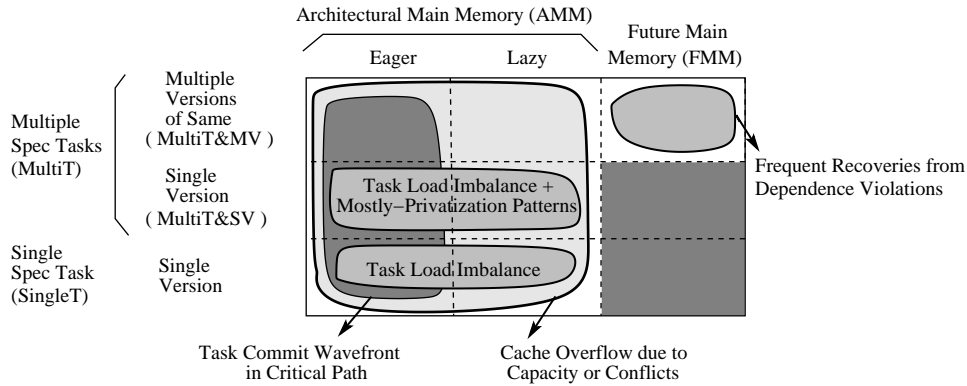 Architectural Main Memory (AMM)
Future Main
Memory (FMM)
Eager
Lazy
Multiple
Spec Tasks
(MultiT)
Multiple
Versions
of Same
( MultiT&MV )
Single
Version
( MultiT&SV )
Single
Spec Task
(SingleT)
Single
Version
Task Load Imbalance +
Mostly−Privatization Patterns
Task Load Imbalance
Frequent Recoveries from
Dependence Violations
Task Commit Wavefront
in Critical Path
Cache Overflow due to
Capacity or Conflicts